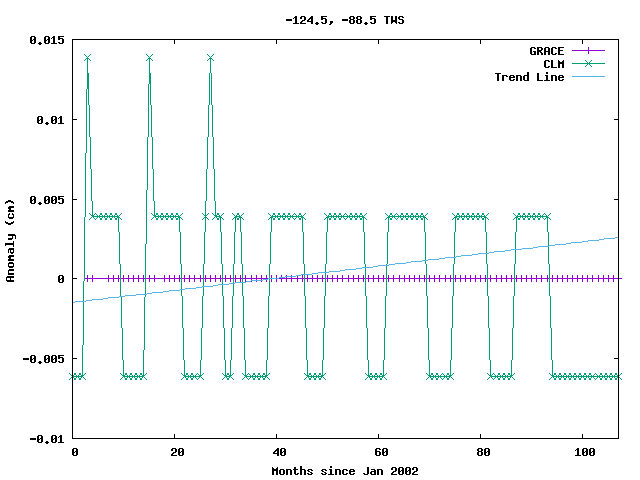 -124.5, -88.5 TWS
GRACE
CLM
Trend Line
0.015
0.01
0.005
0
-0.005
-0.01
Anomaly (cm)
0 20 40 60 80 100
Months since Jan 2002